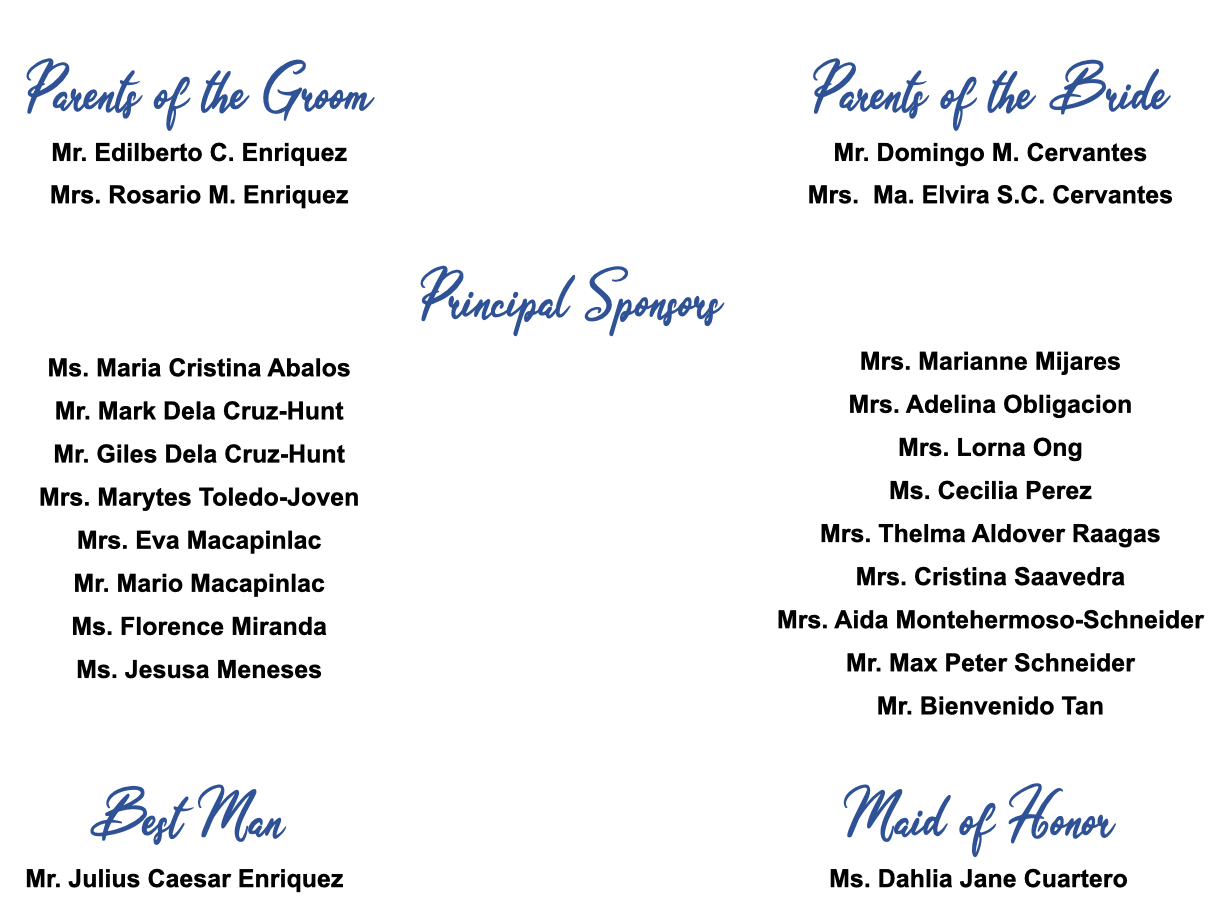 Parents of the Groom
Mr. Edilberto C. Enriquez
Mrs. Rosario M. Enriquez
Parents of the Bride
Mr. Domingo M. Cervantes
Mrs.  Ma. Elvira S.C. Cervantes
Principal Sponsors
Ms. Maria Cristina Abalos
Mr. Mark Dela Cruz-Hunt
Mr. Giles Dela Cruz-Hunt
Mrs. Marytes Toledo-Joven
Mrs. Eva Macapinlac
Mr. Mario Macapinlac
Ms. Florence Miranda
Ms. Jesusa Meneses
Mrs. Marianne Mijares
Mrs. Adelina Obligacion
Mrs. Lorna Ong
Ms. Cecilia Perez
Mrs. Thelma Aldover Raagas
Mrs. Cristina Saavedra
Mrs. Aida Montehermoso-Schneider
Mr. Max Peter Schneider
Mr. Bienvenido Tan
Best Man
Mr. Julius Caesar Enriquez
Maid of Honor
Ms. Dahlia Jane Cuartero